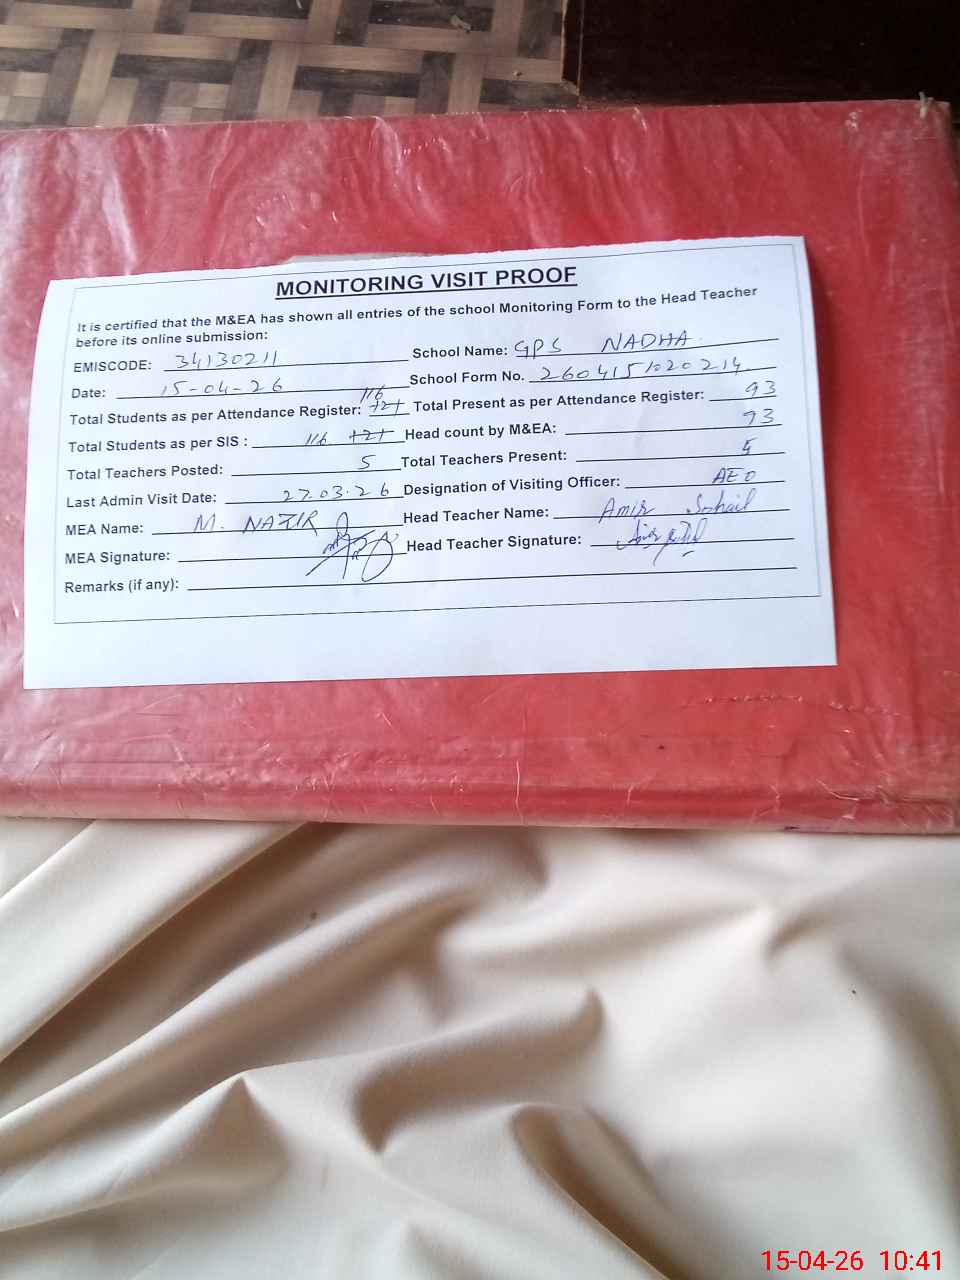 MONITORING VISIT PROOF
It is certified that the M&EA has shown all entries of the school Monitoring Form to the Head Teacher
before its online submission:
EMISCODE: 34130211 School Name: GPS NADHA
Date: 15-04-26 School Form No. 2604151020214
Total Students as per Attendance Register: 116 121 Total Present as per Attendance Register: 93
Total Students as per SIS : 116 121 Head count by M&EA: 93
Total Teachers Posted: 5 Total Teachers Present: 5
Last Admin Visit Date: 27.03.26 Designation of Visiting Officer: AEO
MEA Name: M. NAZIR Head Teacher Name: Amir Sohail
MEA Signature: Head Teacher Signature:
Remarks (if any):
15-04-26 10:41